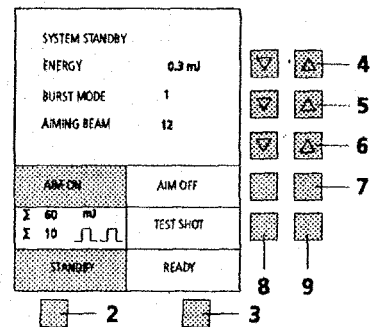 SYSTEM STANDBY
ENERGY 0.3 mJ
BURST MODE 1
AIMING BEAM 12
AIM ON AIM OFF
Σ 60 mJ
Σ 10
TEST SHOT
STANDBY READY
4
5
6
7
8 9
2 3